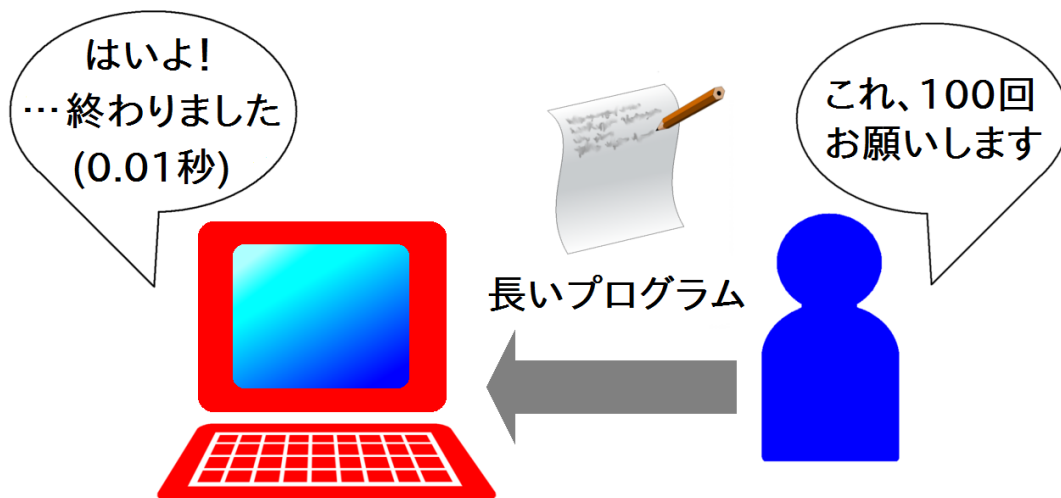 はいよ!
…終わりました
(0.01秒)
これ、100回
お願いします
長いプログラム